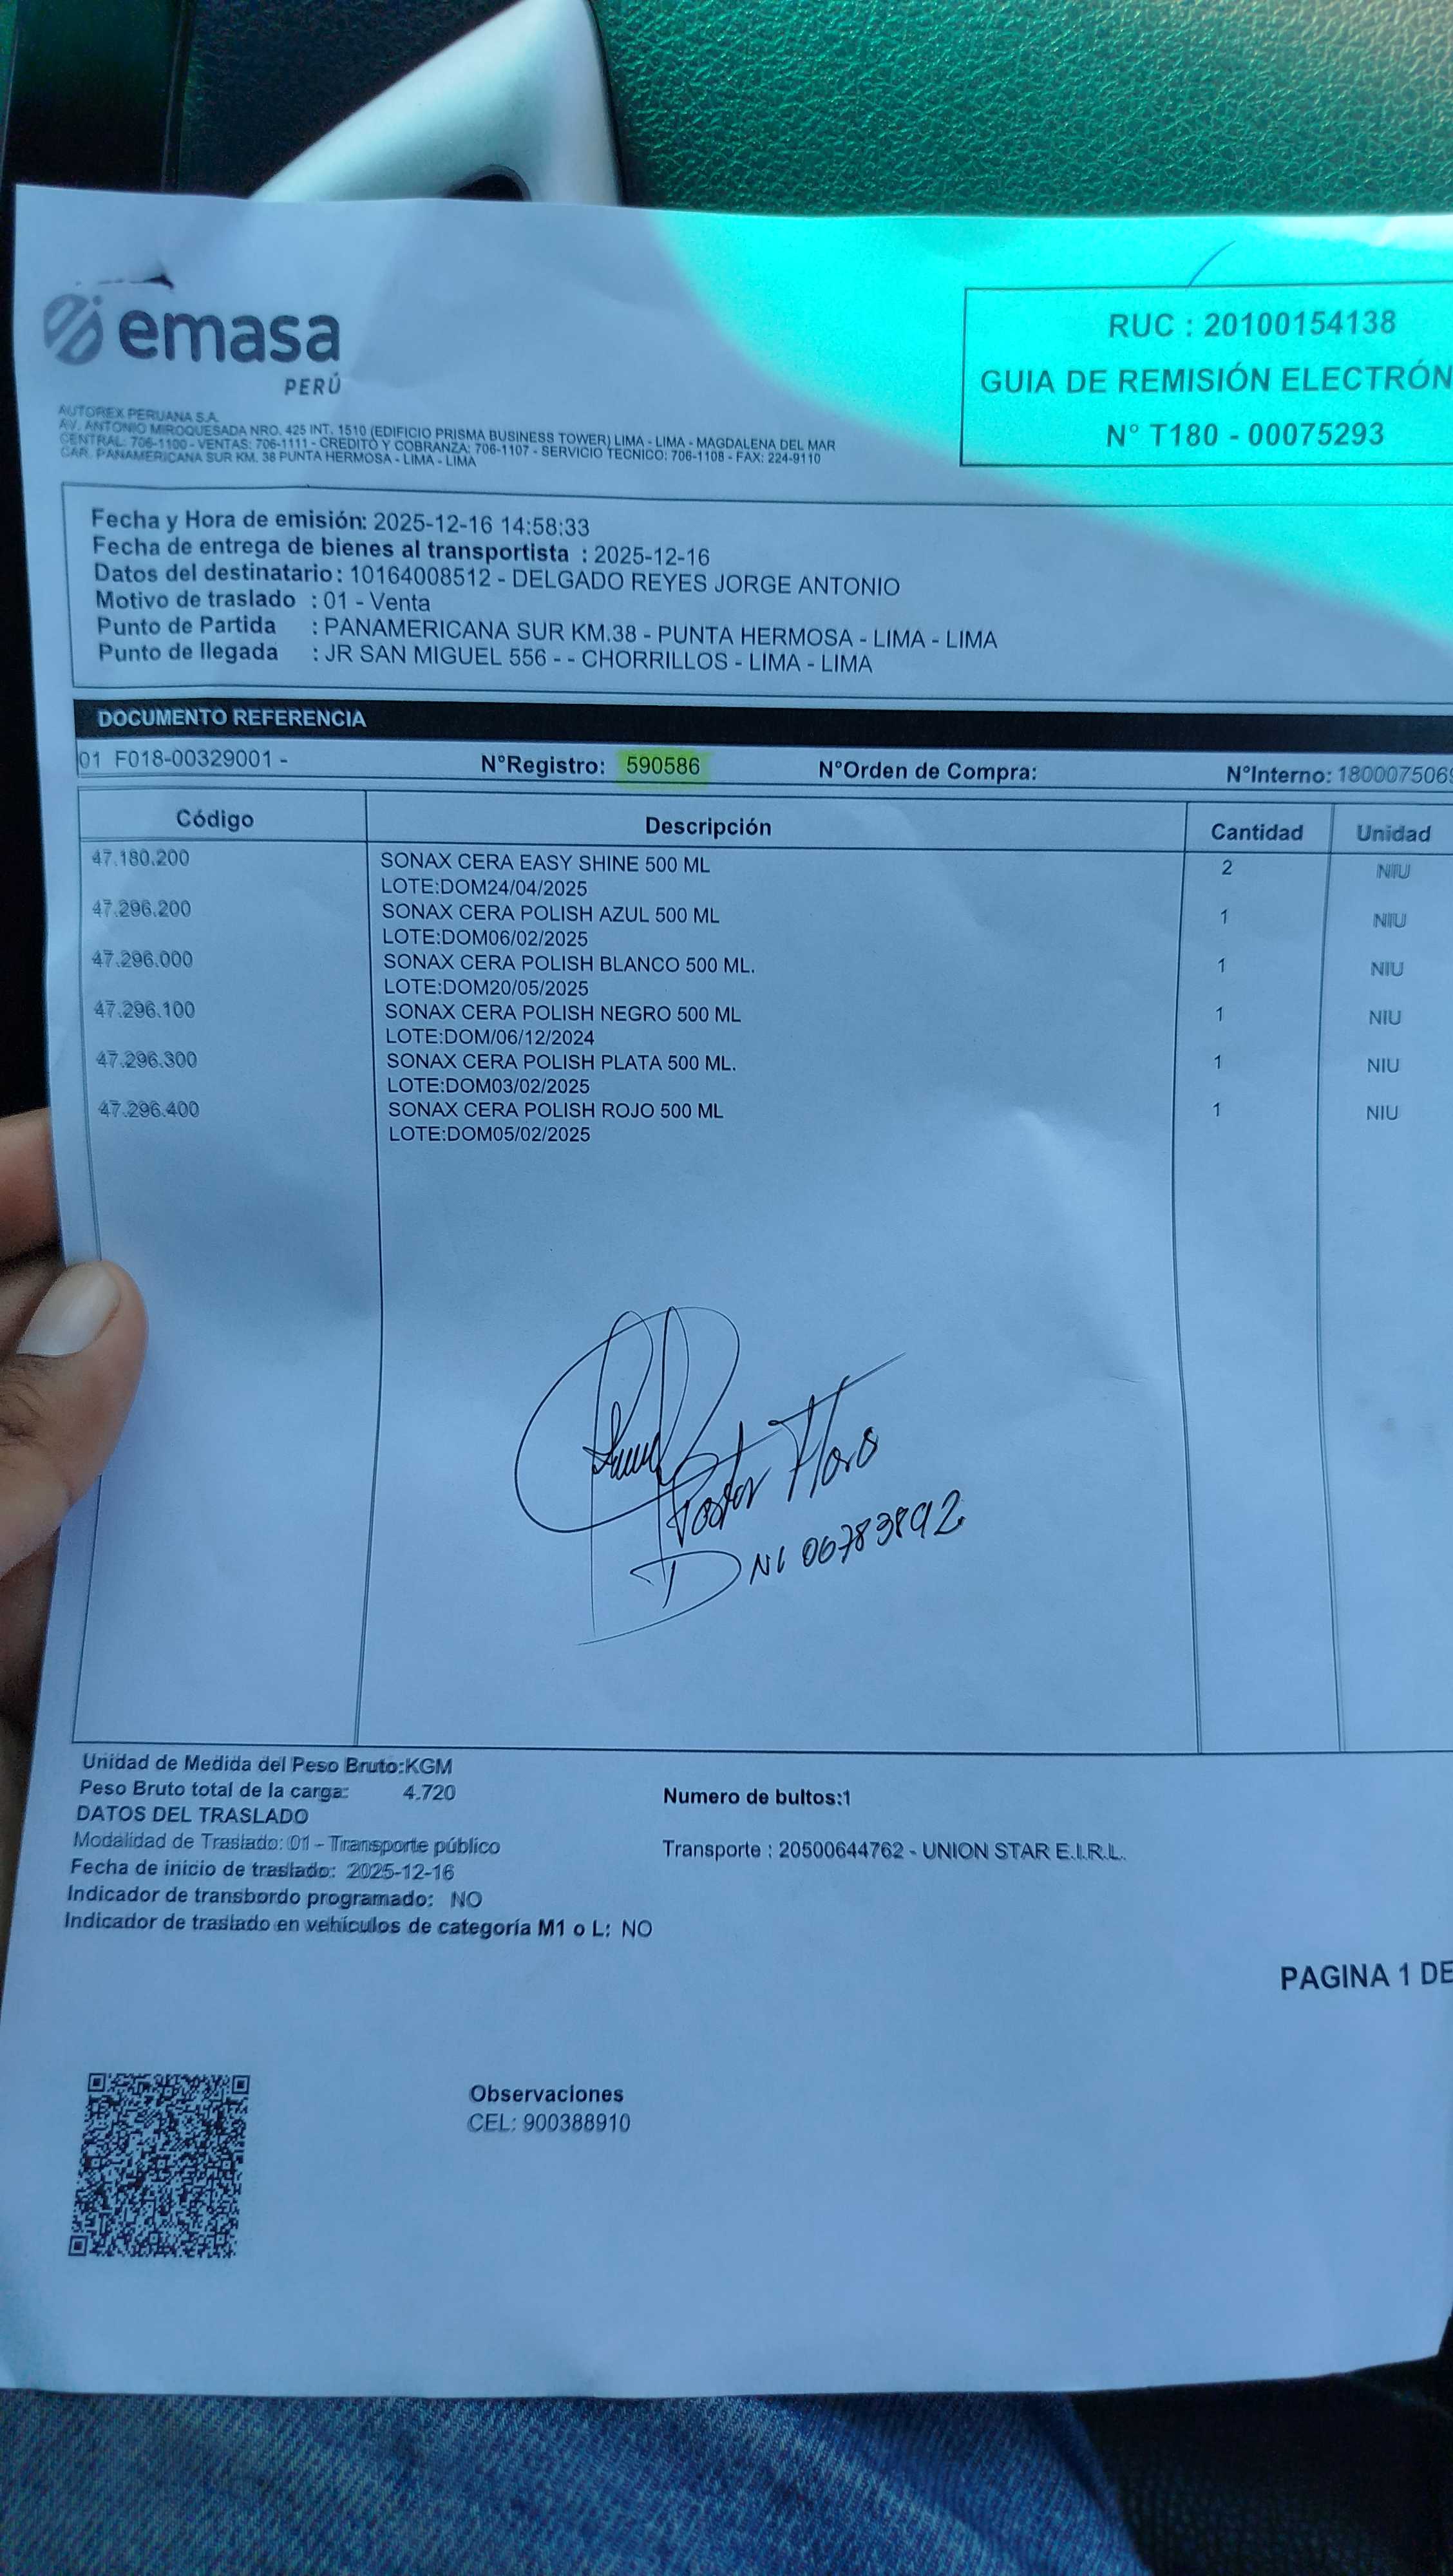 emasa
PERÚ
RUC : 20100154138
GUIA DE REMISIÓN ELECTRÓN
N° T180 - 00075293
AUTOREX PERUANA S.A.
AV. ANTONIO MIROQUESADA NRO. 425 INT. 1510 (EDIFICIO PRISMA BUSINESS TOWER) LIMA - LIMA - MAGDALENA DEL MAR
CENTRAL: 706-1100 - VENTAS: 706-1111 - CREDITO Y COBRANZA: 706-1107 - SERVICIO TECNICO: 706-1108 - FAX: 224-9110
CAR. PANAMERICANA SUR KM. 38 PUNTA HERMOSA - LIMA - LIMA
Fecha y Hora de emisión: 2025-12-16 14:58:33
Fecha de entrega de bienes al transportista : 2025-12-16
Datos del destinatario : 10164008512 - DELGADO REYES JORGE ANTONIO
Motivo de traslado : 01 - Venta
Punto de Partida : PANAMERICANA SUR KM.38 - PUNTA HERMOSA - LIMA - LIMA
Punto de llegada : JR SAN MIGUEL 556 - - CHORRILLOS - LIMA - LIMA
DOCUMENTO REFERENCIA
01 F018-00329001 - N°Registro: 590586 N°Orden de Compra: N°Interno: 1800075069
Código Descripción Cantidad Unidad
47.180.200 SONAX CERA EASY SHINE 500 ML 2 NIU
LOTE:DOM24/04/2025
47.296.200 SONAX CERA POLISH AZUL 500 ML 1 NIU
LOTE:DOM06/02/2025
47.296.000 SONAX CERA POLISH BLANCO 500 ML. 1 NIU
LOTE:DOM20/05/2025
47.296.100 SONAX CERA POLISH NEGRO 500 ML 1 NIU
LOTE:DOM/06/12/2024
47.296.300 SONAX CERA POLISH PLATA 500 ML. 1 NIU
LOTE:DOM03/02/2025
47.296.400 SONAX CERA POLISH ROJO 500 ML 1 NIU
LOTE:DOM05/02/2025
DNI 06783892
Unidad de Medida del Peso Bruto:KGM
Peso Bruto total de la carga: 4.720 Numero de bultos:1
DATOS DEL TRASLADO
Modalidad de Traslado: 01 - Transporte público Transporte : 20500644762 - UNION STAR E.I.R.L.
Fecha de inicio de traslado: 2025-12-16
Indicador de transbordo programado: NO
Indicador de traslado en vehículos de categoría M1 o L: NO
PAGINA 1 DE
Observaciones
CEL: 900388910